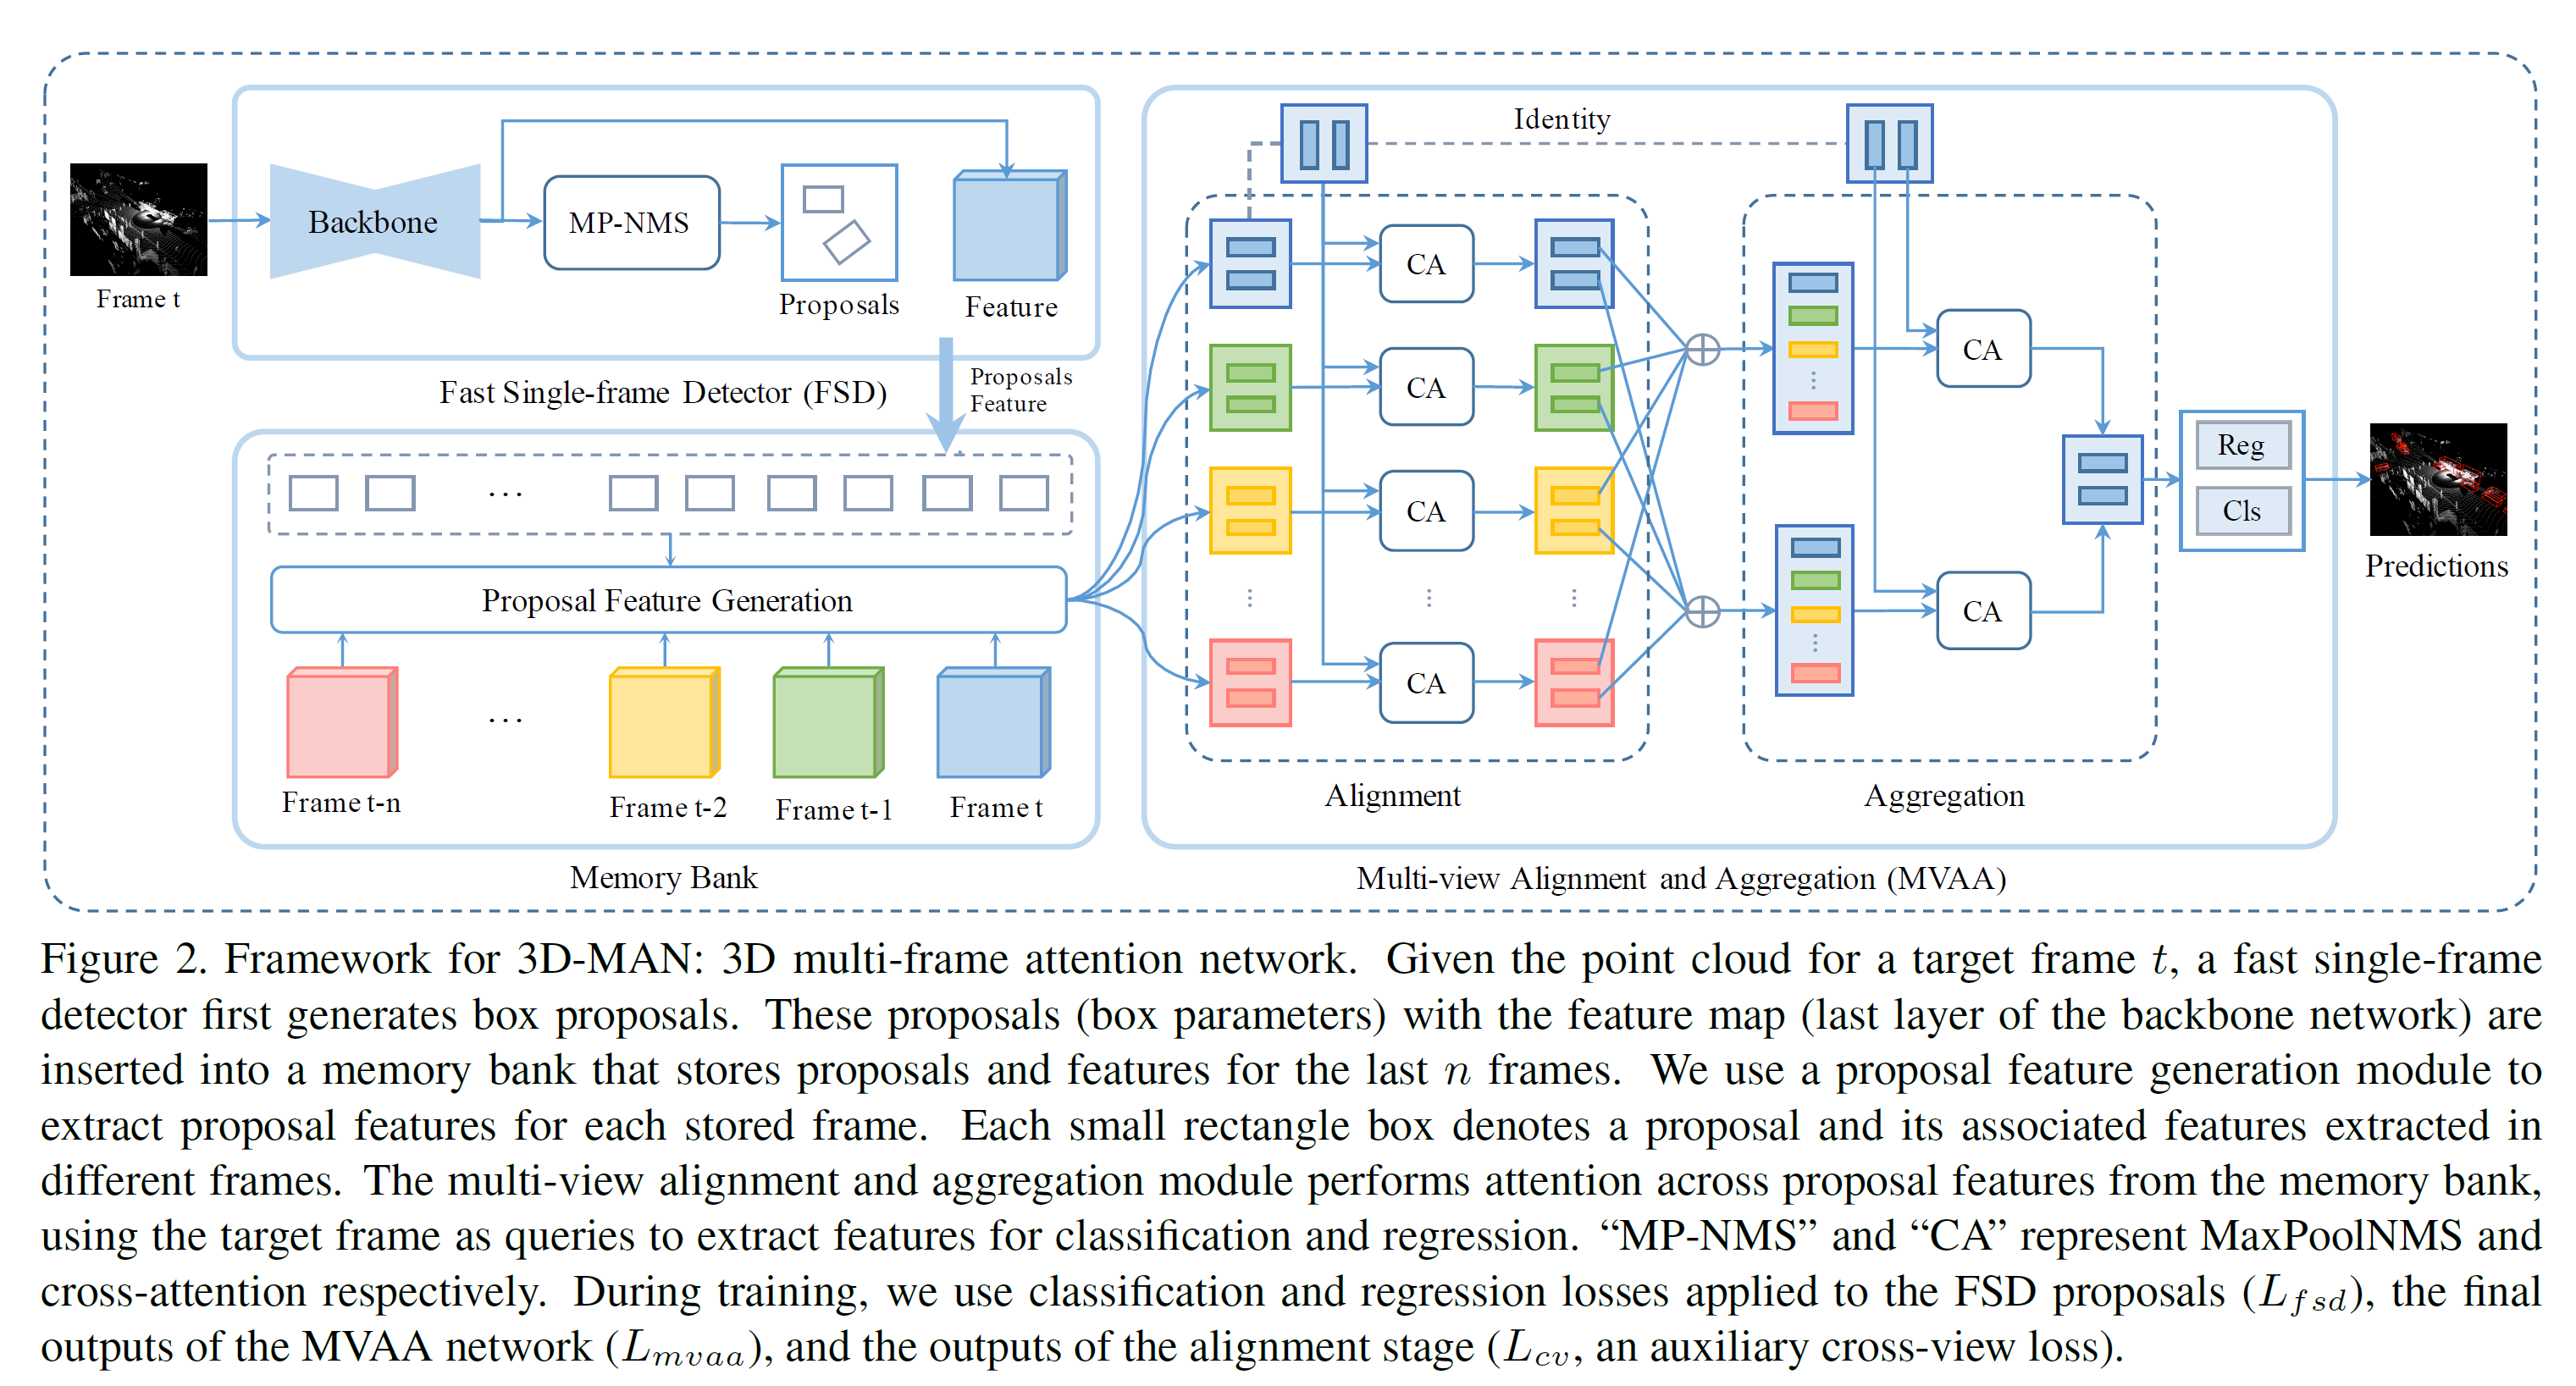 Identity
Backbone
MP-NMS
CA
Frame t
Proposals
Feature
CA
Fast Single-frame Detector (FSD)
Proposals
Feature
CA
CA
Reg
Cls
CA
Predictions
Proposal Feature Generation
CA
CA
Frame t-n
Frame t-2
Frame t-1
Frame t
Alignment
Aggregation
Memory Bank
Multi-view Alignment and Aggregation (MVAA)
Figure 2. Framework for 3D-MAN: 3D multi-frame attention network. Given the point cloud for a target frame t, a fast single-frame
detector first generates box proposals. These proposals (box parameters) with the feature map (last layer of the backbone network) are
inserted into a memory bank that stores proposals and features for the last n frames. We use a proposal feature generation module to
extract proposal features for each stored frame. Each small rectangle box denotes a proposal and its associated features extracted in
different frames. The multi-view alignment and aggregation module performs attention across proposal features from the memory bank,
using the target frame as queries to extract features for classification and regression. “MP-NMS” and “CA” represent MaxPoolNMS and
cross-attention respectively. During training, we use classification and regression losses applied to the FSD proposals (L_{fsd}), the final
outputs of the MVAA network (L_{mvaa}), and the outputs of the alignment stage (L_{cv}, an auxiliary cross-view loss).